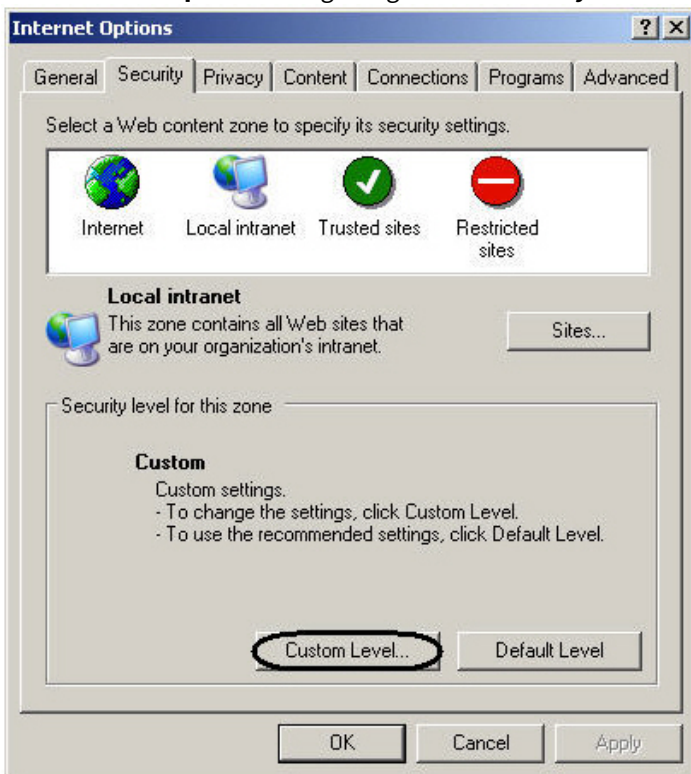 Internet Options
General Security Privacy Content Connections Programs Advanced
Select a Web content zone to specify its security settings.
Internet Local intranet Trusted sites Restricted sites
Local intranet
This zone contains all Web sites that
are on your organization's intranet.
Sites...
Security level for this zone
Custom
Custom settings.
- To change the settings, click Custom Level.
- To use the recommended settings, click Default Level.
Custom Level... Default Level
OK Cancel Apply